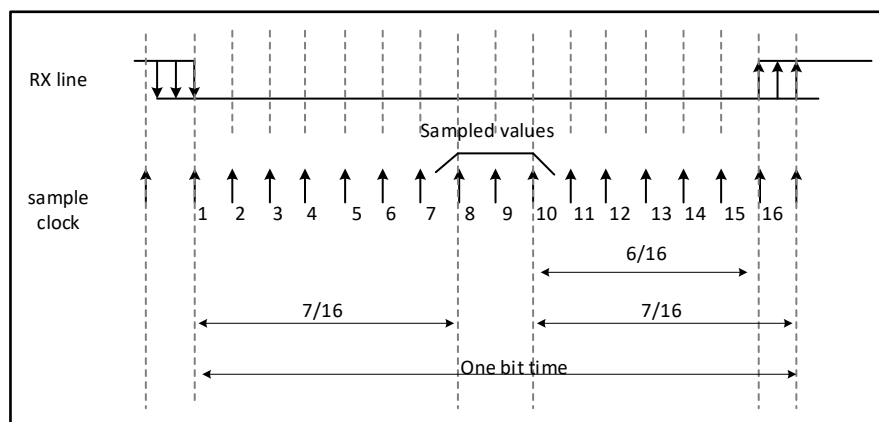 RX line
Sampled values
sample
clock
1 2 3 4 5 6 7 8 9 10 11 12 13 14 15 16
6/16
7/16 7/16
One bit time